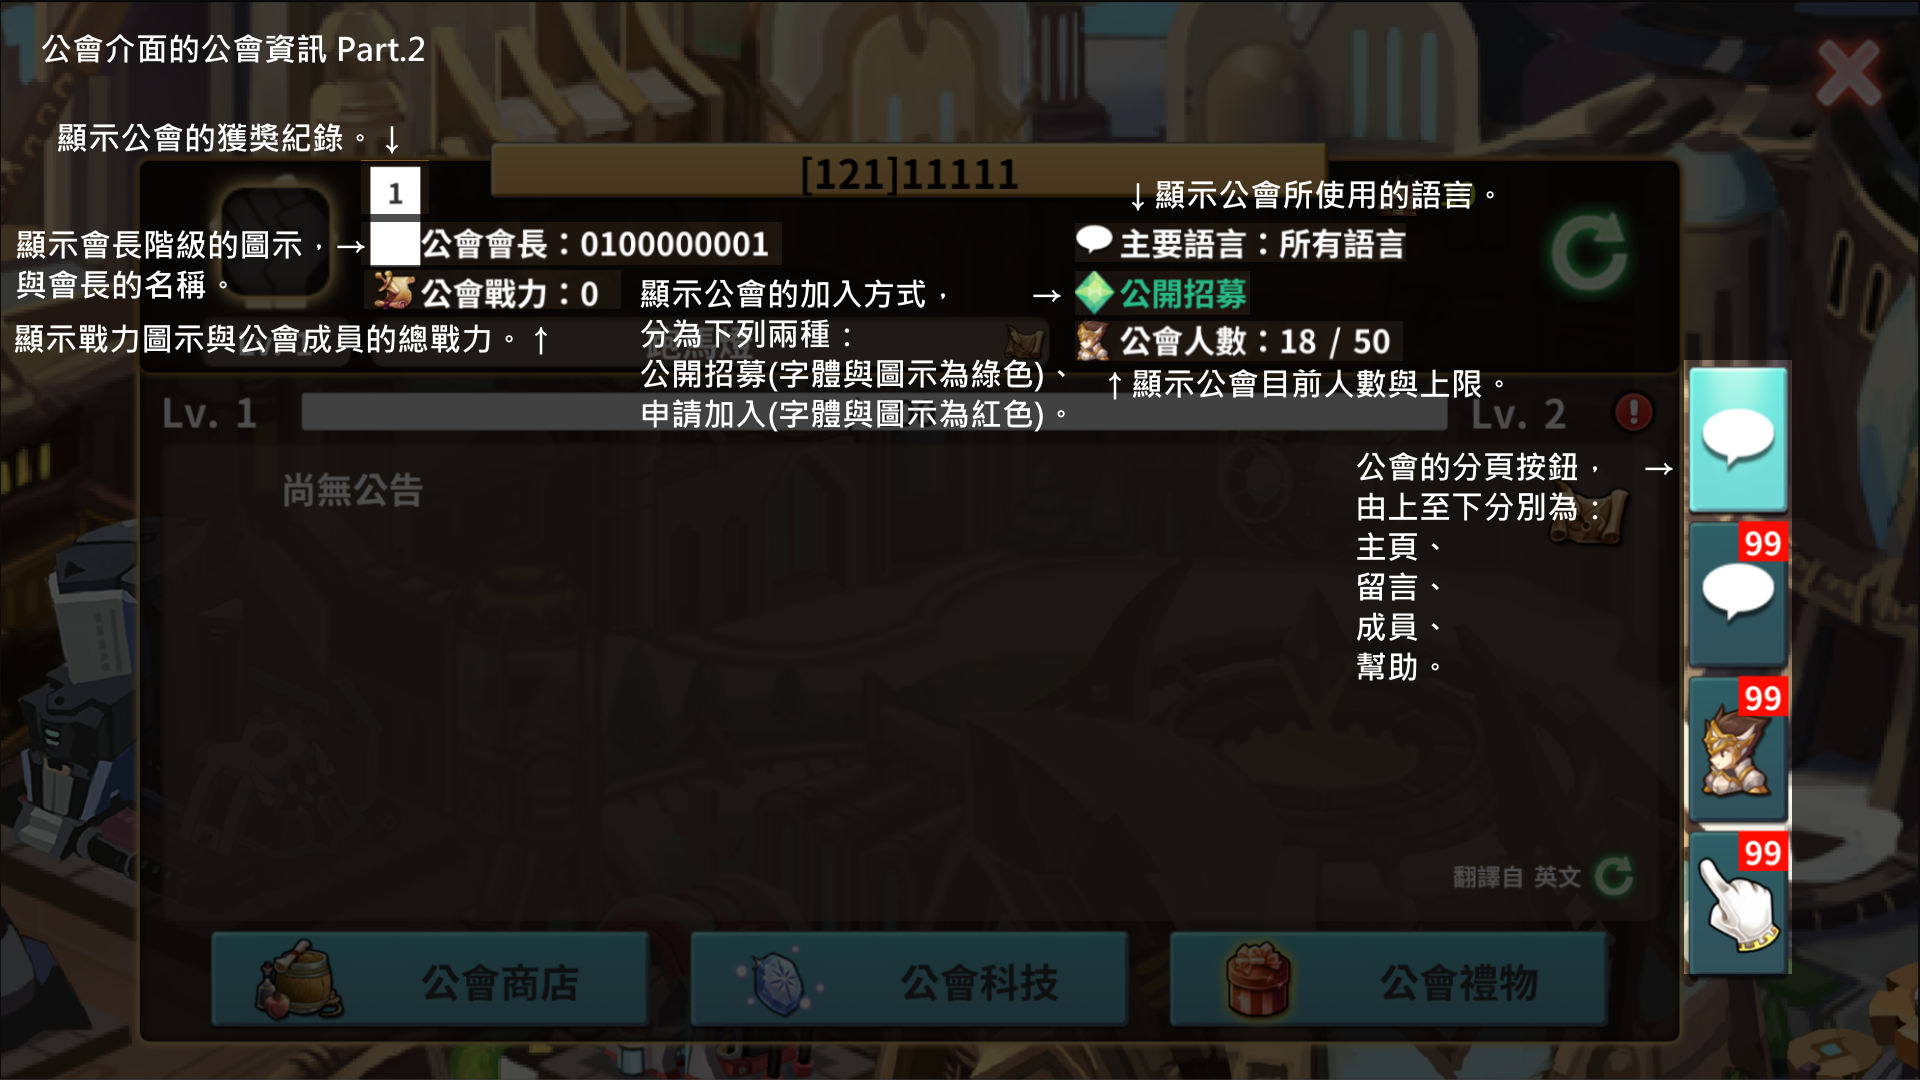 公會介面的公會資訊 Part.2
顯示公會的獲獎紀錄。↓
1
[121]11111
↓顯示公會所使用的語言。
顯示會長階級的圖示，→
與會長的名稱。
公會會長：0100000001
主要語言：所有語言
公會戰力：0
顯示公會的加入方式，→
分為下列兩種：
公開招募(字體與圖示為綠色)、
申請加入(字體與圖示為紅色)。
公開招募
顯示戰力圖示與公會成員的總戰力。↑
公會人數：18 / 50
↑顯示公會目前人數與上限。
Lv. 1
Lv. 2
尚無公告
公會的分頁按鈕，→
由上至下分別為：
主頁、
留言、
成員、
幫助。
99
99
99
翻譯自 英文
公會商店
公會科技
公會禮物